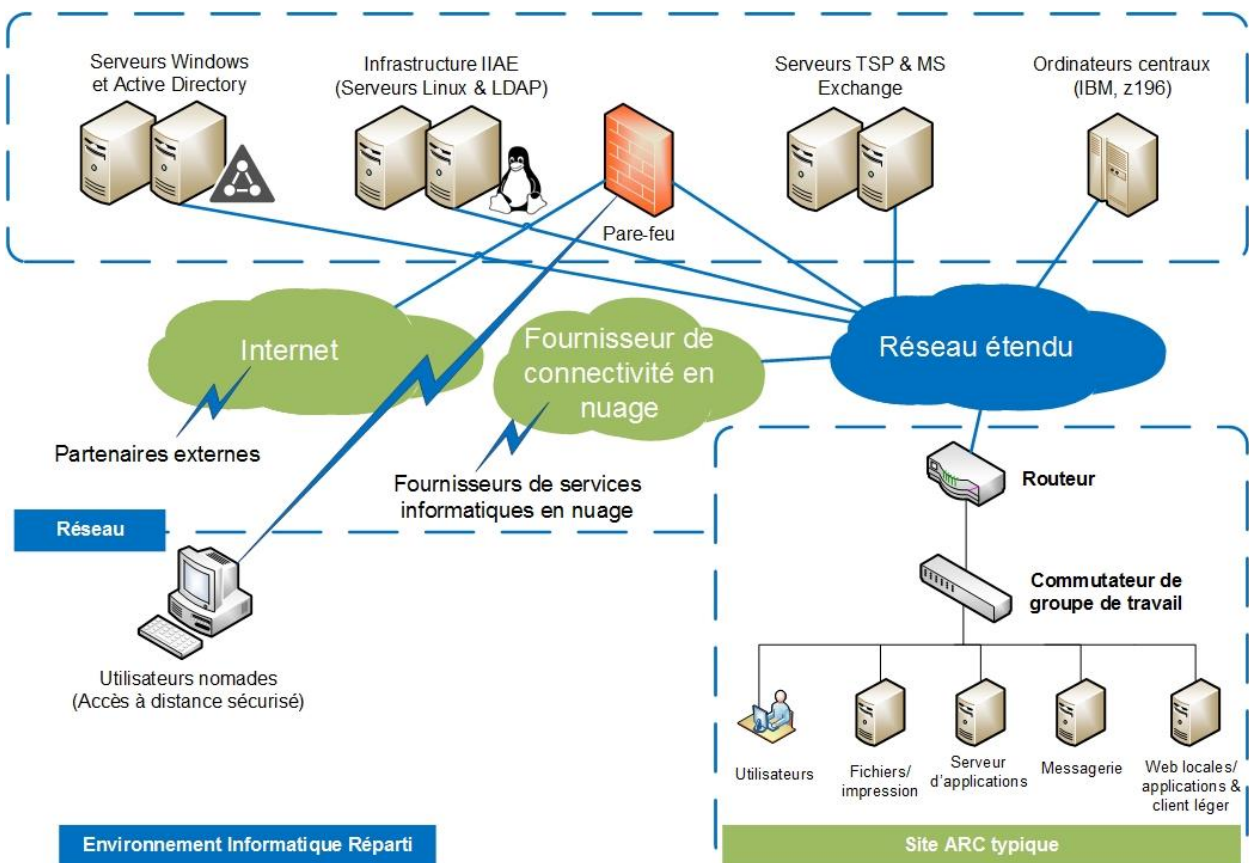 Serveurs Windows
et Active Directory
Infrastructure IIAE
(Serveurs Linux & LDAP)
Serveurs TSP & MS
Exchange
Ordinateurs centraux
(IBM, z196)
Pare-feu
Internet
Fournisseur de
connectivité en
nuage
Réseau étendu
Partenaires externes
Fournisseurs de services
informatiques en nuage
Réseau
Routeur
Commutateur de
groupe de travail
Utilisateurs nomades
(Accès à distance sécurisé)
Utilisateurs
Fichiers/
impression
Serveur
d'applications
Messagerie
Web locales/
applications &
client léger
Environnement Informatique Réparti
Site ARC typique